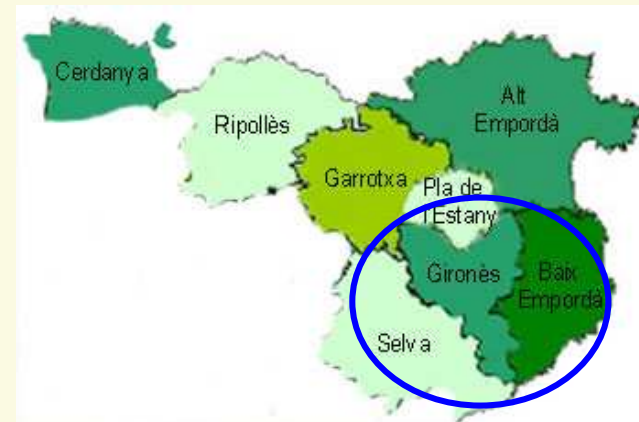 Cerdanya
Ripollès
Alt
Empordà
Garrotxa
Pla de
l'Estany
Gironès
Baix
Empordà
Selva